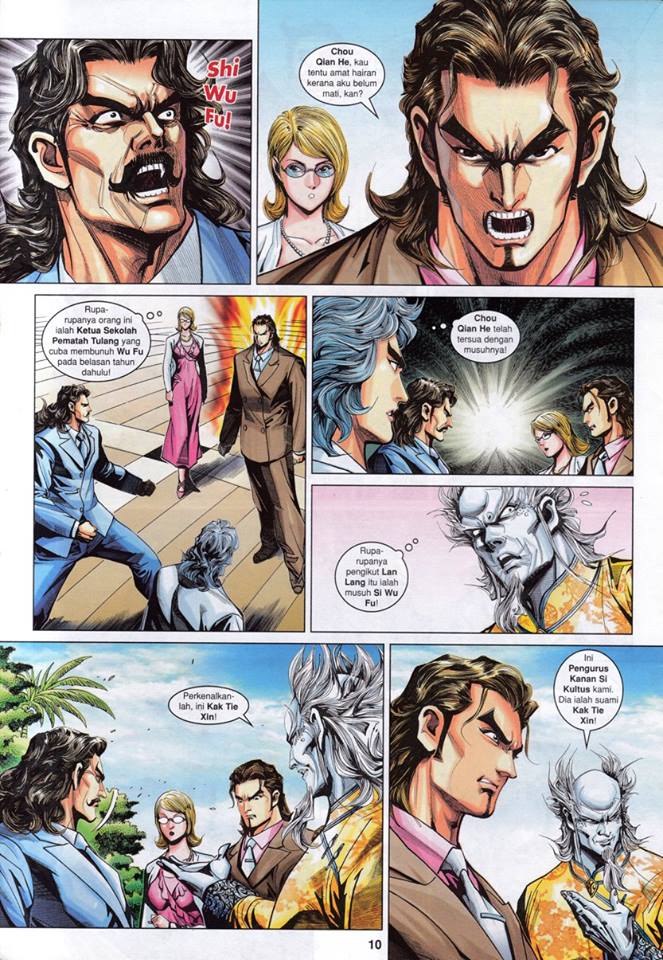 Shi
Wu
Fu!
Chou
Qian He, kau
tentu amat hairan
kerana aku belum
mati, kan?
Rupa-
rupanya orang ini
ialah Ketua Sekolah
Pematah Tulang yang
cuba membunuh Wu Fu
pada belasan tahun
dahulu!
Chou
Qian He telah
tersua dengan
musuhnya!
Rupa-
rupanya
pengikut Lan
Lang itu ialah
musuh Si Wu
Fu!
Perkenalkan-
lah, ini Kak Tie
Xin!
Ini
Pengurus
Kanan Si
Kultus kami.
Dia ialah suami
Kak Tie
Xin!
10